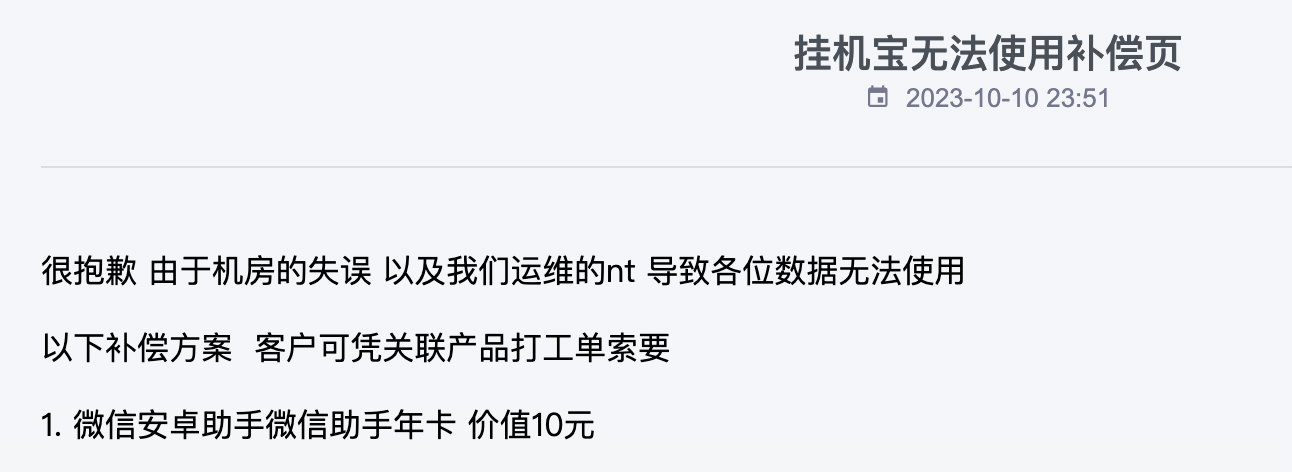 挂机宝无法使用补偿页
2023-10-10 23:51
很抱歉 由于机房的失误 以及我们运维的nt 导致各位数据无法使用
以下补偿方案 客户可凭关联产品打工单索要
1. 微信安卓助手微信助手年卡 价值10元